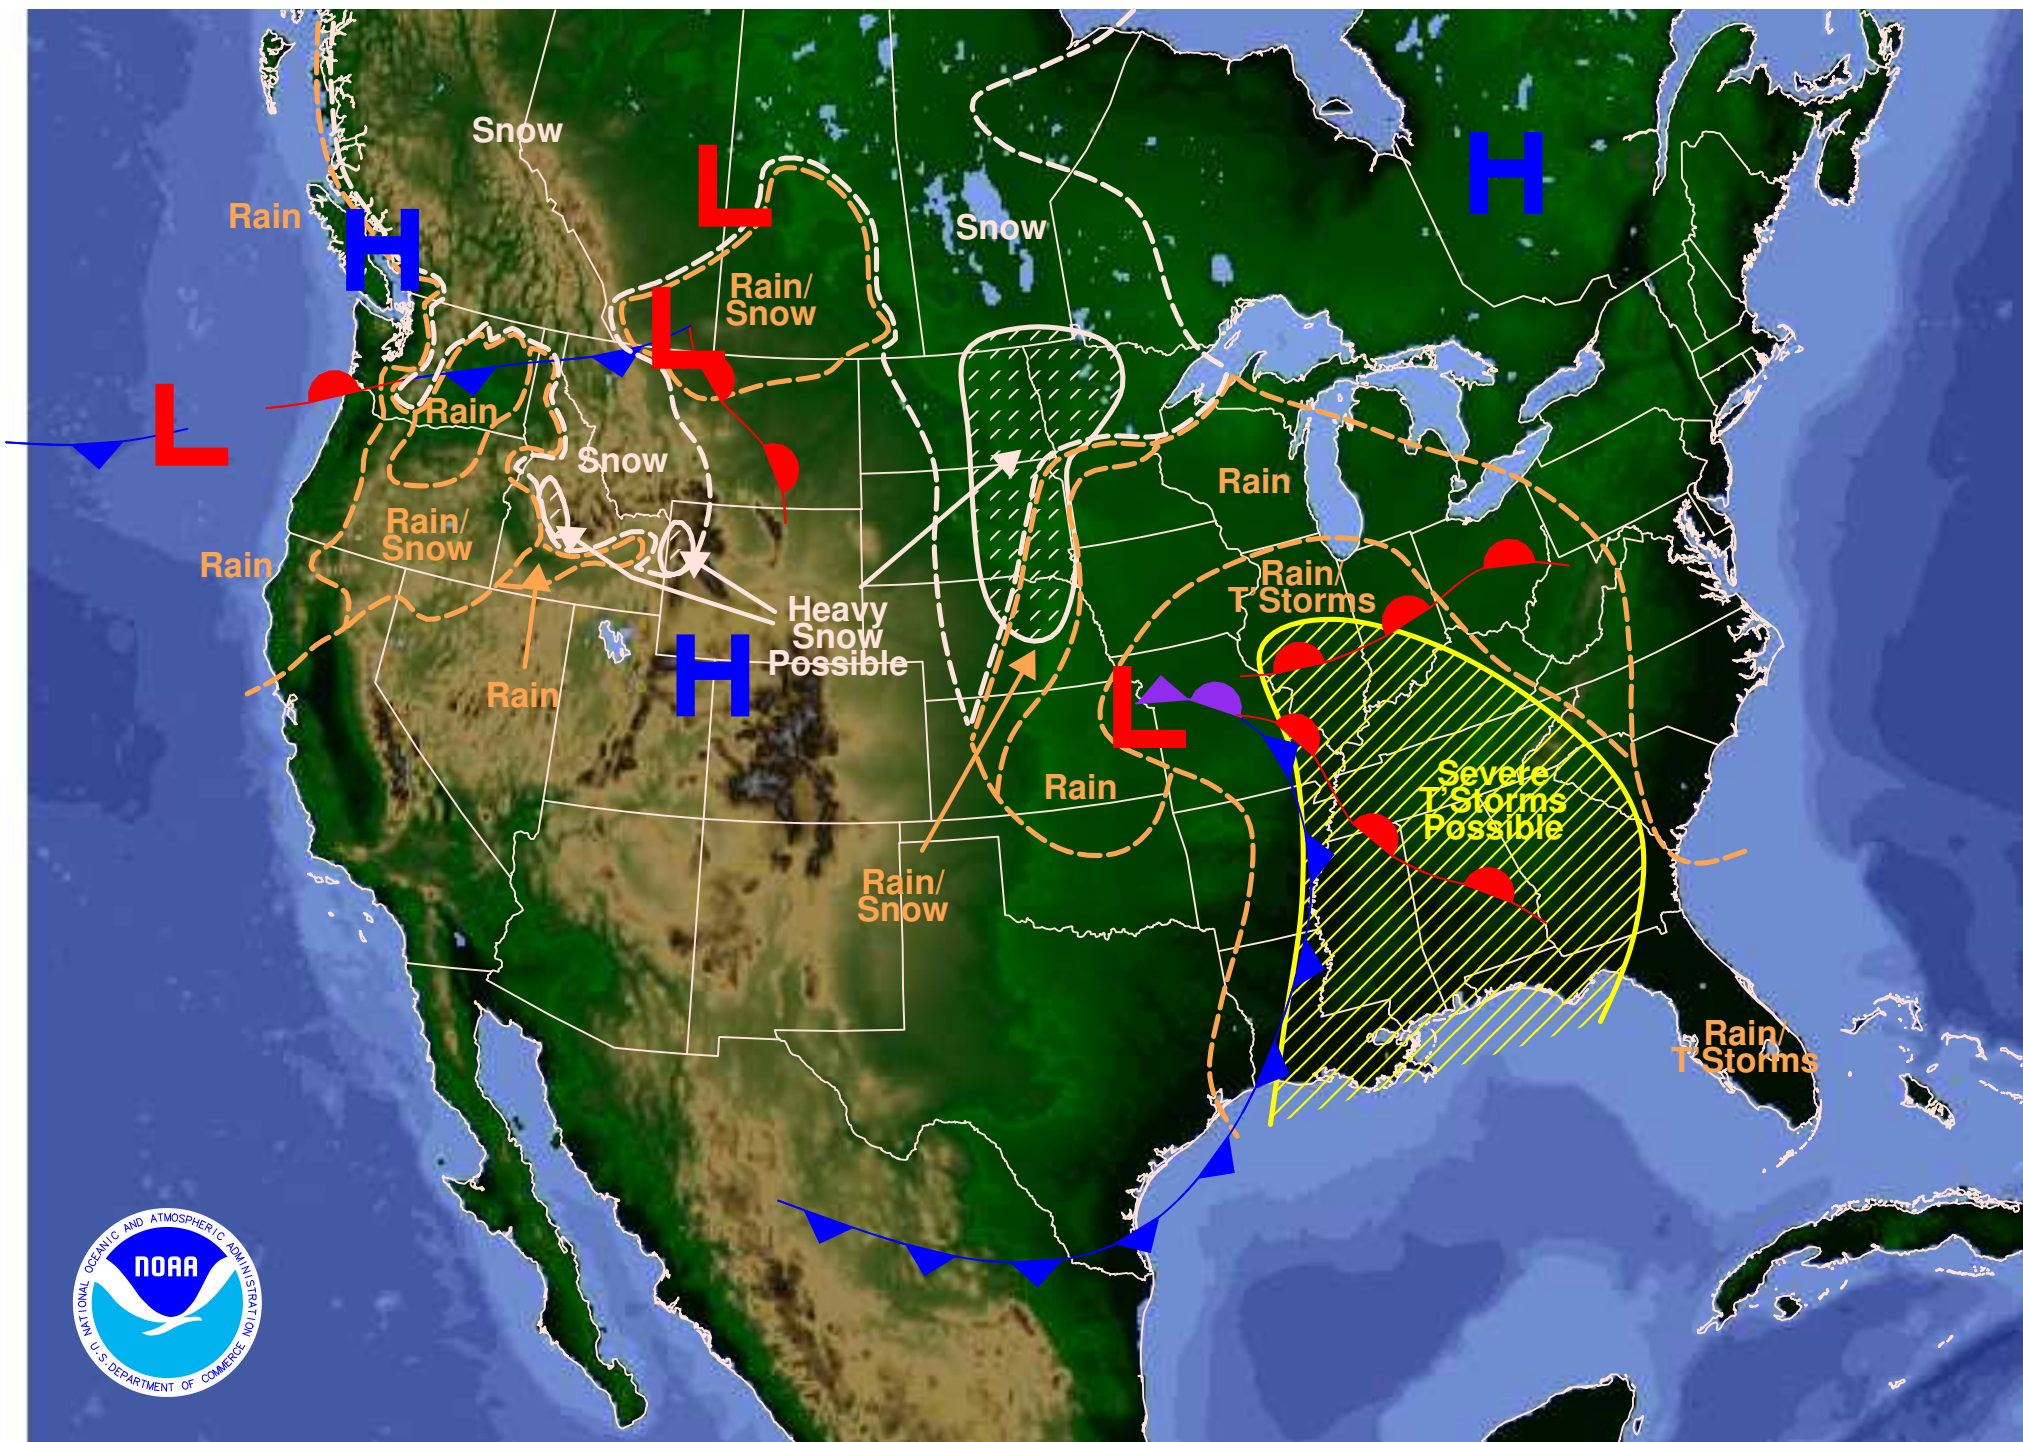 Snow
L
H
Rain
H
Snow
Rain/
Snow
L
L
Rain
Snow
Rain
Rain/
Snow
Rain
Rain/
T'Storms
Heavy
Snow
Possible
H
Rain
L
Rain
Severe
T'Storms
Possible
Rain/
Snow
Rain/
T'Storms
NATIONAL OCEANIC AND ATMOSPHERIC ADMINISTRATION
NOAA
U.S. DEPARTMENT OF COMMERCE